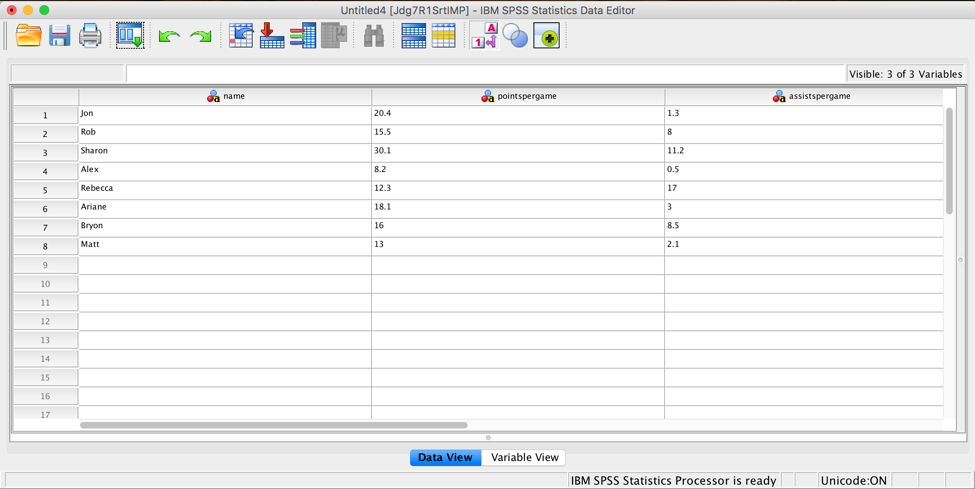 Untitled4 [Jdg7R1SrtIMP] - IBM SPSS Statistics Data Editor
A
1
Visible: 3 of 3 Variables
a name a pointspergame a assistspergame
1 Jon 20.4 1.3
2 Rob 15.5 8
3 Sharon 30.1 11.2
4 Alex 8.2 0.5
5 Rebecca 12.3 17
6 Ariane 18.1 3
7 Bryon 16 8.5
8 Matt 13 2.1
9
10
11
12
13
14
15
16
17
Data View Variable View
IBM SPSS Statistics Processor is ready Unicode:ON